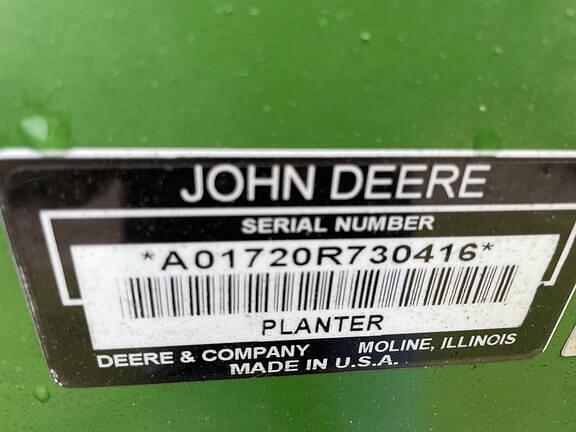 JOHN DEERE
SERIAL NUMBER
*A01720R730416*
PLANTER
DEERE & COMPANY MOLINE, ILLINOIS
MADE IN U.S.A.